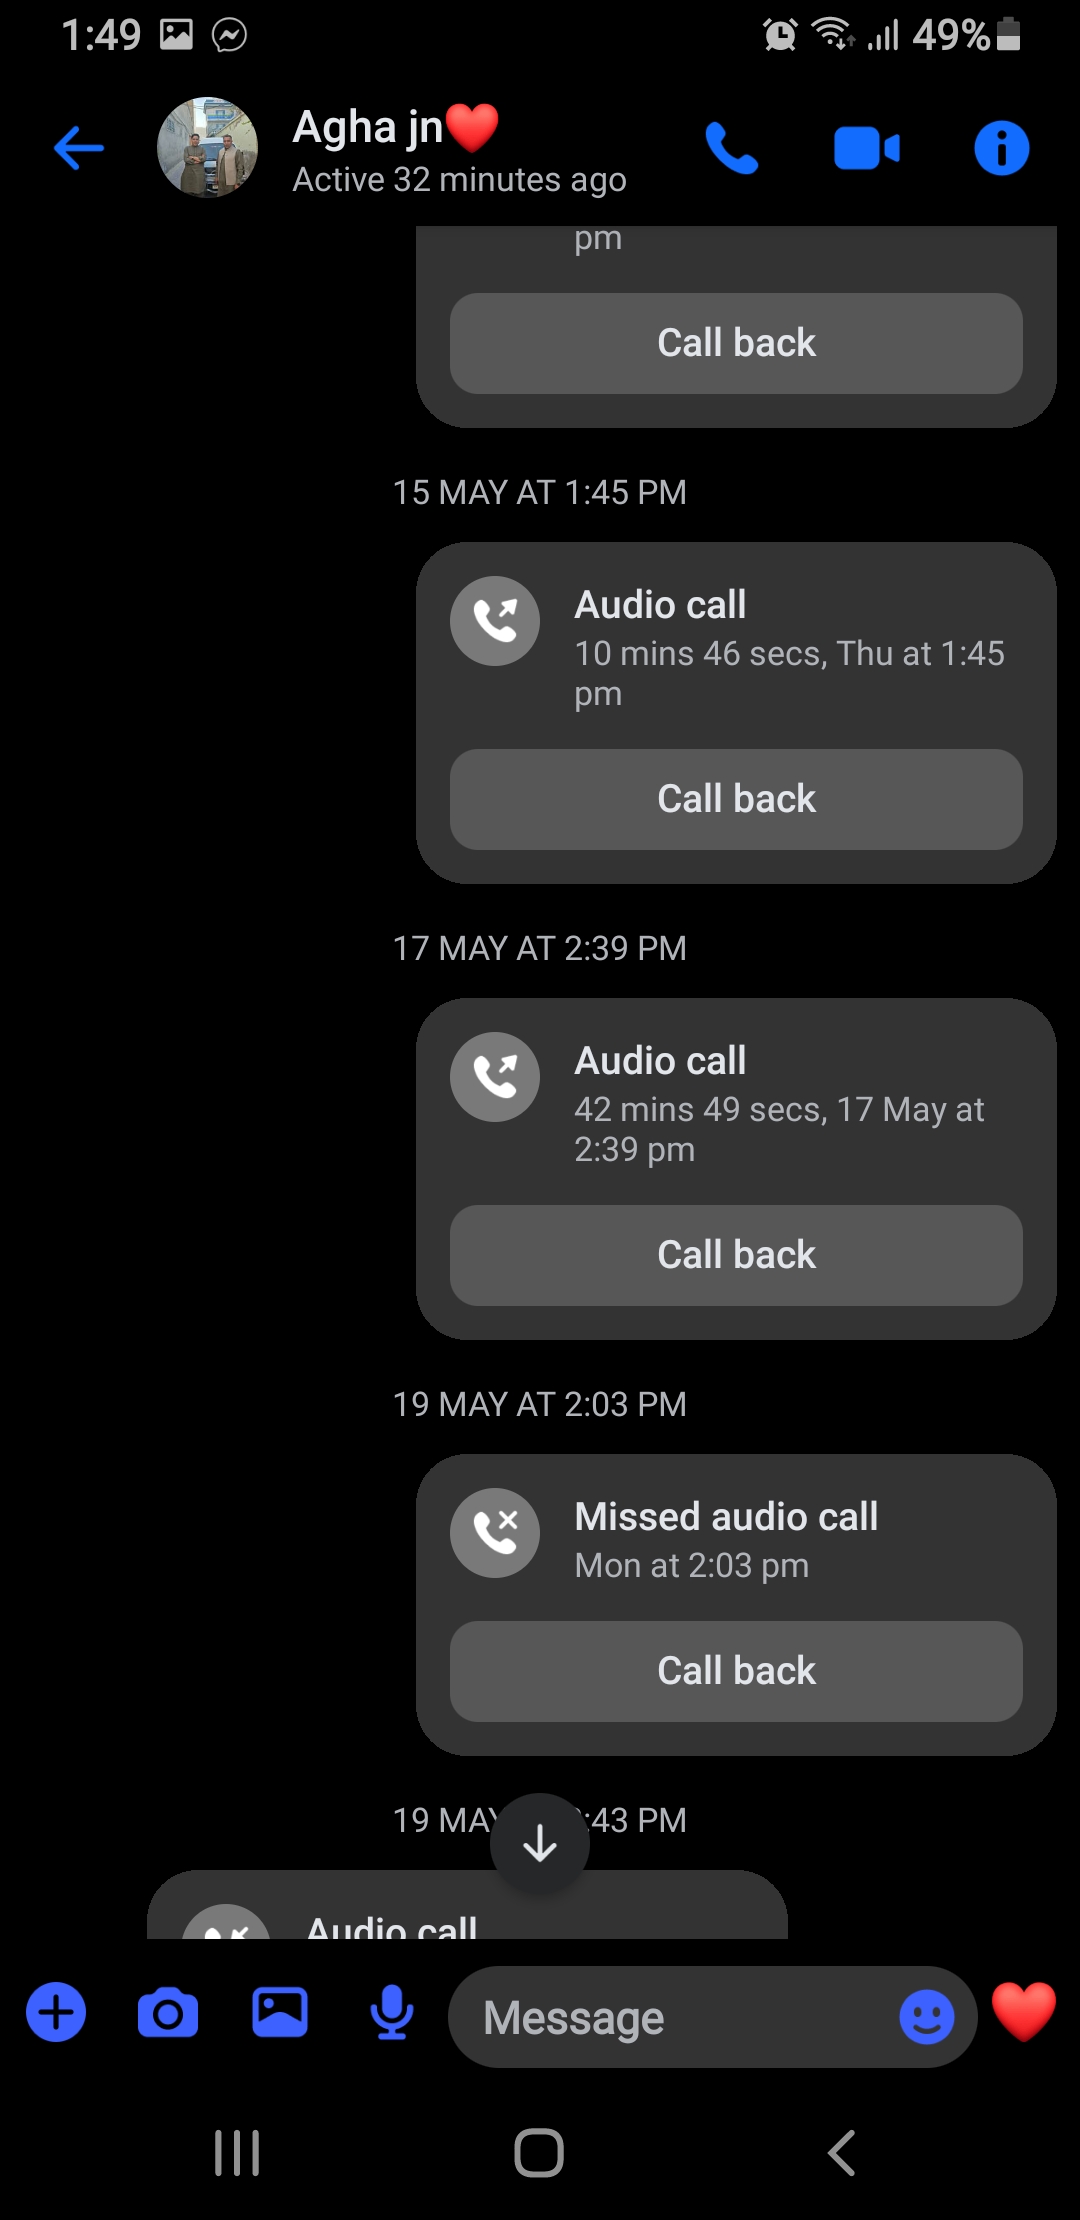 1:49
49%
Agha jn❤️
Active 32 minutes ago
pm
Call back
15 MAY AT 1:45 PM
Audio call
10 mins 46 secs, Thu at 1:45
pm
Call back
17 MAY AT 2:39 PM
Audio call
42 mins 49 secs, 17 May at
2:39 pm
Call back
19 MAY AT 2:03 PM
Missed audio call
Mon at 2:03 pm
Call back
19 MAY :43 PM
Audio call
Message